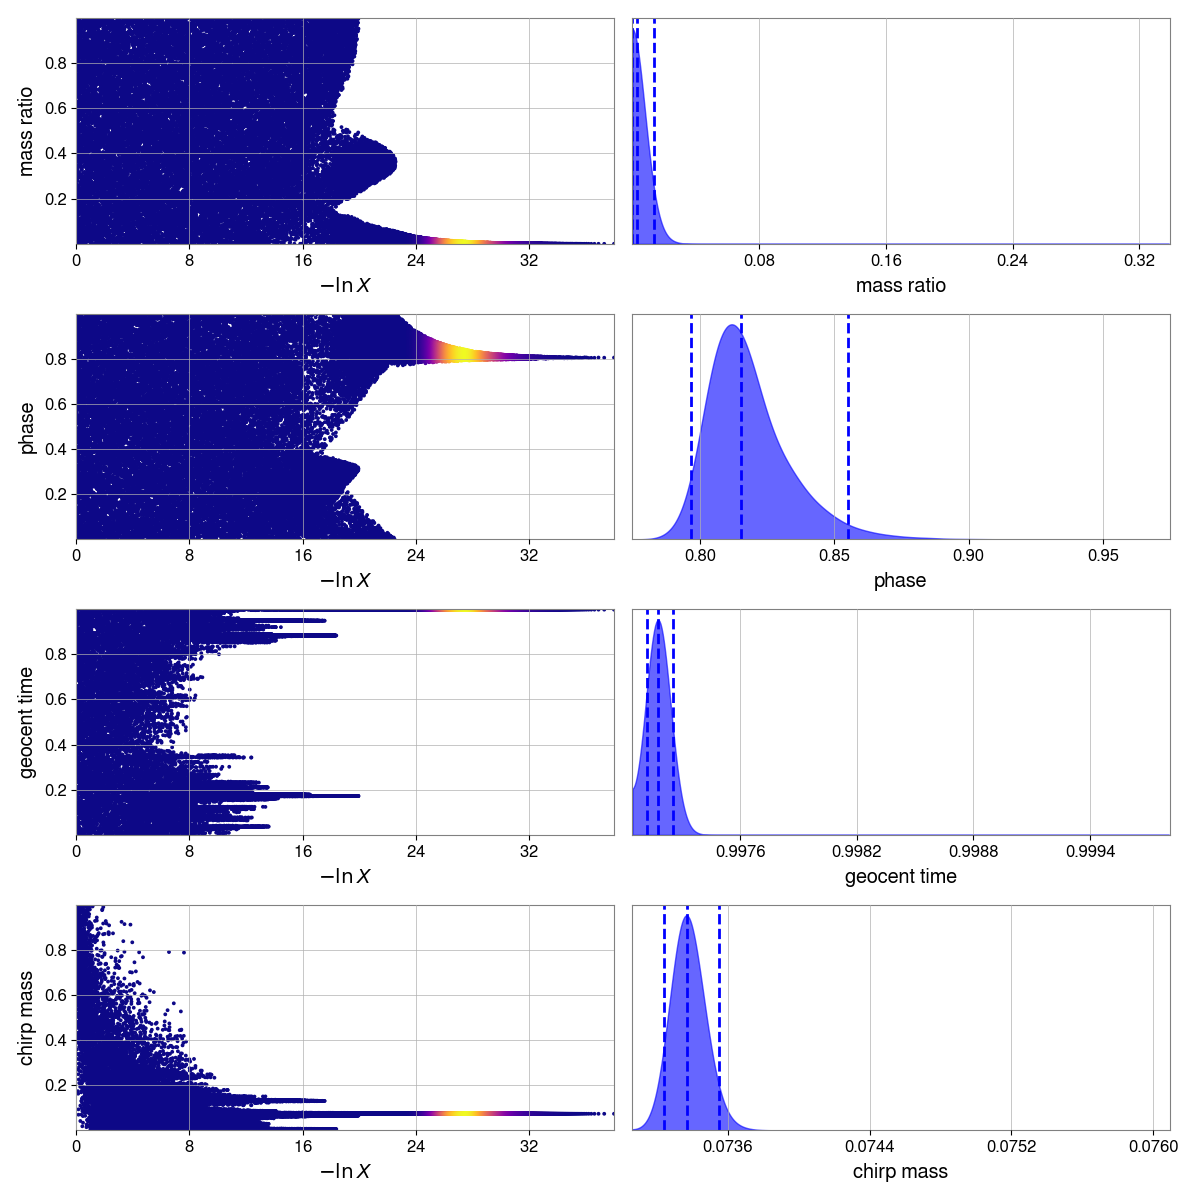 mass ratio
0.8
0.6
0.4
0.2
0 8 16 24 32
−ln X
0.08 0.16 0.24 0.32
mass ratio
phase
0.8
0.6
0.4
0.2
0 8 16 24 32
−ln X
0.80 0.85 0.90 0.95
phase
geocent time
0.8
0.6
0.4
0.2
0 8 16 24 32
−ln X
0.9976 0.9982 0.9988 0.9994
geocent time
chirp mass
0.8
0.6
0.4
0.2
0 8 16 24 32
−ln X
0.0736 0.0744 0.0752 0.0760
chirp mass